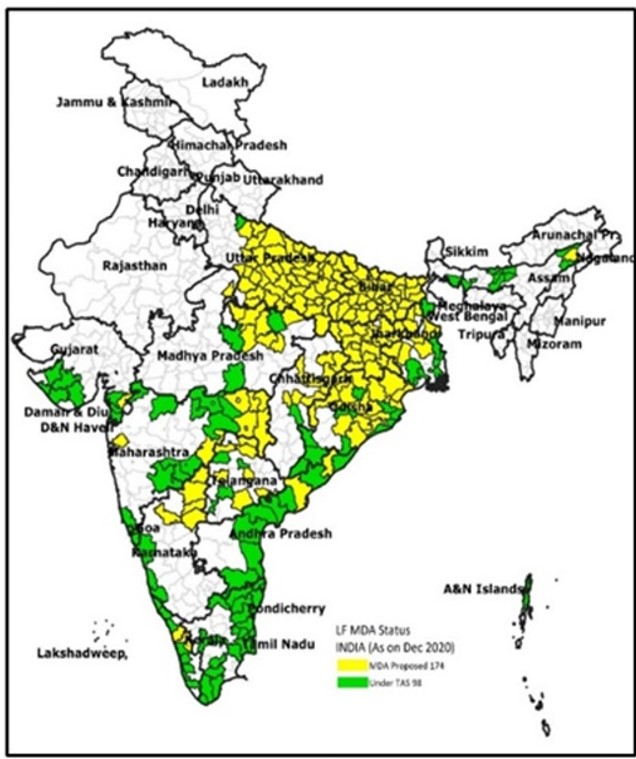 Ladakh
Jammu & Kashmir
Himachal Pradesh
Chandigarh
Punjab
Uttarakhand
Delhi
Haryana
Arunachal Pr.
Sikkim
Nagaland
Uttar Pradesh
Rajasthan
Assam
Bihar
Meghalaya
West Bengal
Manipur
Jharkhand
Tripura
Mizoram
Gujarat
Madhya Pradesh
Chhattisgarh
Daman & Diu
Odisha
D&N Haveli
Maharashtra
Telangana
Goa
Andhra Pradesh
Karnataka
A&N Islands
Pondicherry
LF MDA Status
Kerala
Tamil Nadu
INDIA (As on Dec 2020)
Lakshadweep,
MDA Proposed 174
Under TAS 98